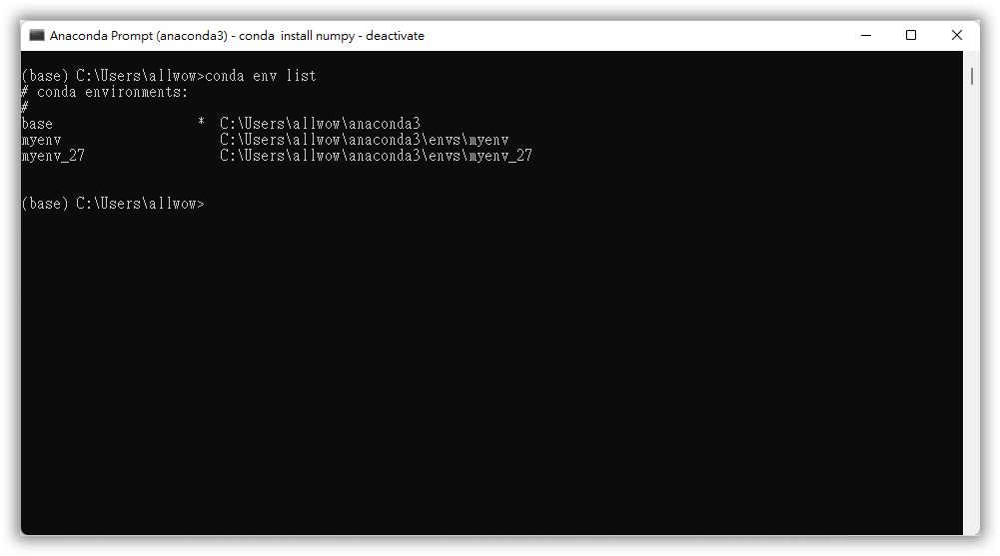 Anaconda Prompt (anaconda3) - conda  install numpy - deactivate
(base) C:\Users\allwow>conda env list
# conda environments:
#
base                  *  C:\Users\allwow\anaconda3
myenv                    C:\Users\allwow\anaconda3\envs\myenv
myenv_27                 C:\Users\allwow\anaconda3\envs\myenv_27
(base) C:\Users\allwow>